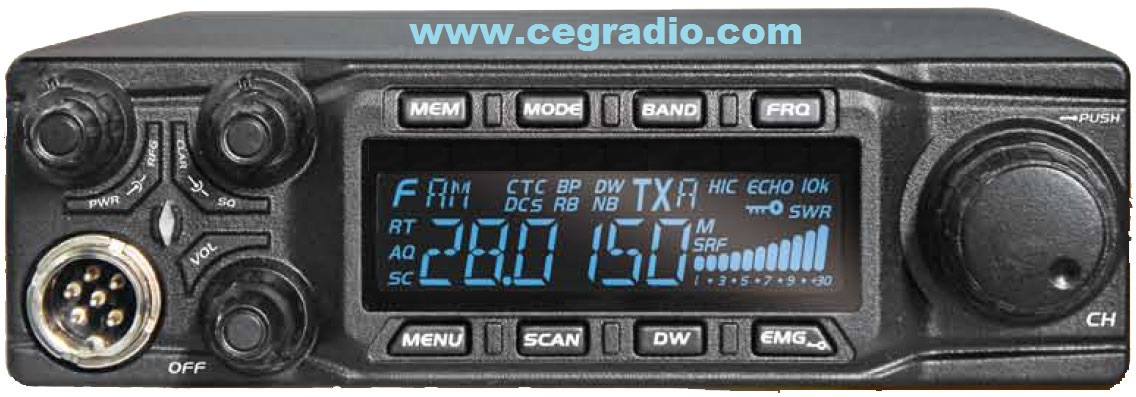 www.cegradio.com
MEM MODE BAND FRQ
PUSH
RFG CLAR
PWR SQ
VOL
OFF
F AM CTC BP DW TX A HIC ECHO 10k
DCS RB NB SWR
RT 28.0 150 M
AQ SRF
SC 1 • 3 • 5 • 7 • 9 • +30
CH
MENU SCAN DW EMG